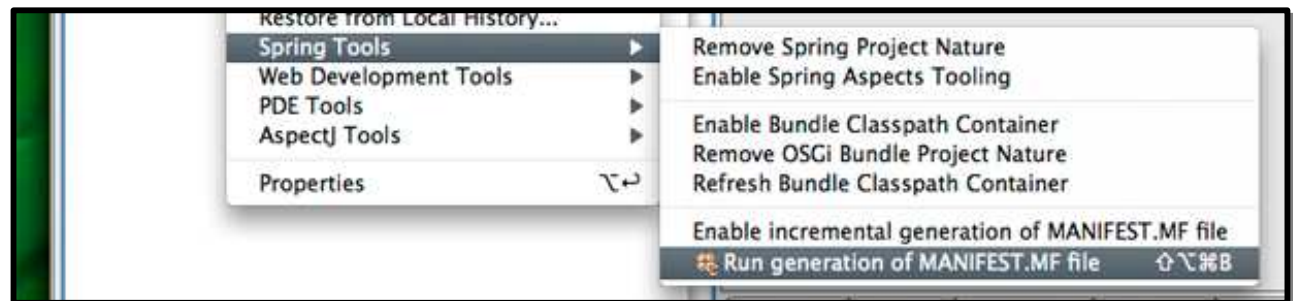 Restore from Local History...
Spring Tools
Web Development Tools
PDE Tools
AspectJ Tools
Properties ⌥↩
Remove Spring Project Nature
Enable Spring Aspects Tooling
Enable Bundle Classpath Container
Remove OSGi Bundle Project Nature
Refresh Bundle Classpath Container
Enable incremental generation of MANIFEST.MF file
Run generation of MANIFEST.MF file ⇧⌥⌘B